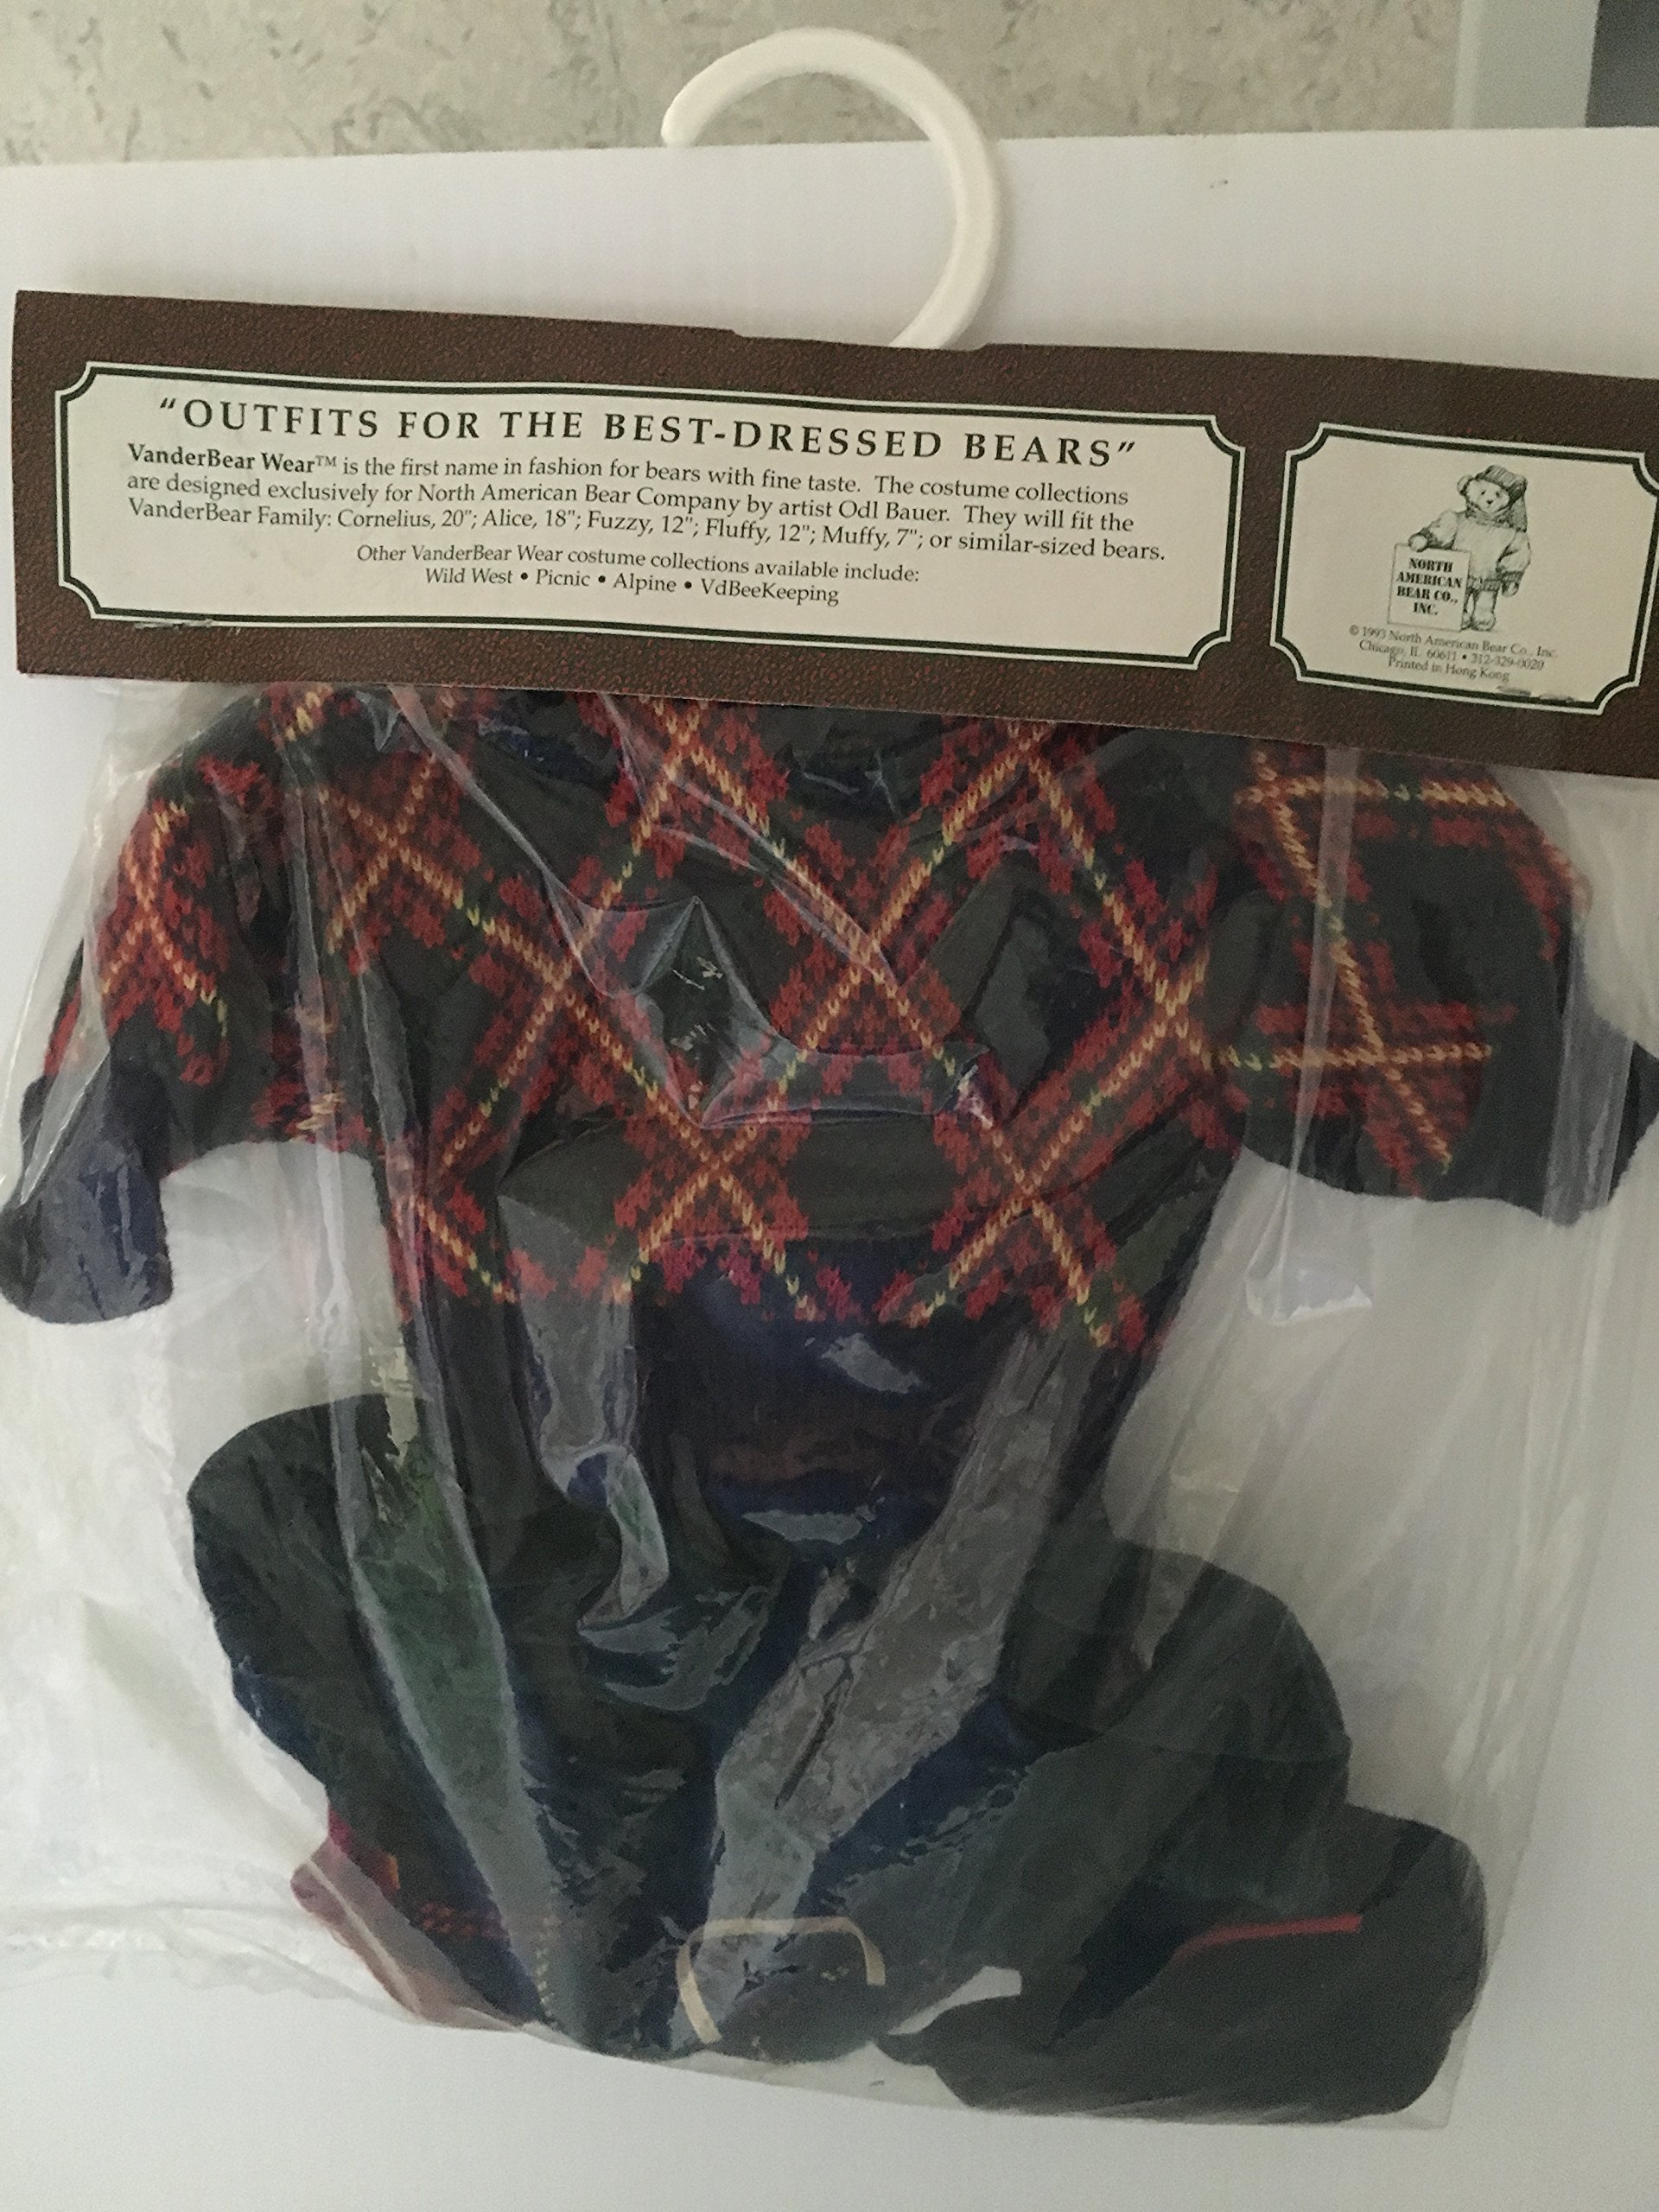 "OUTFITS FOR THE BEST-DRESSED BEARS"
VanderBear Wear™ is the first name in fashion for bears with fine taste. The costume collections
are designed exclusively for North American Bear Company by artist Odl Bauer. They will fit the
VanderBear Family: Cornelius, 20"; Alice, 18"; Fuzzy, 12"; Fluffy, 12"; Muffy, 7"; or similar-sized bears.
Other VanderBear Wear costume collections available include:
Wild West • Picnic • Alpine • VdBeeKeeping
NORTH
AMERICAN
BEAR CO.,
INC.
© 1993 North American Bear Co., Inc.
Chicago, IL 60611 • 312-329-0020
Printed in Hong Kong